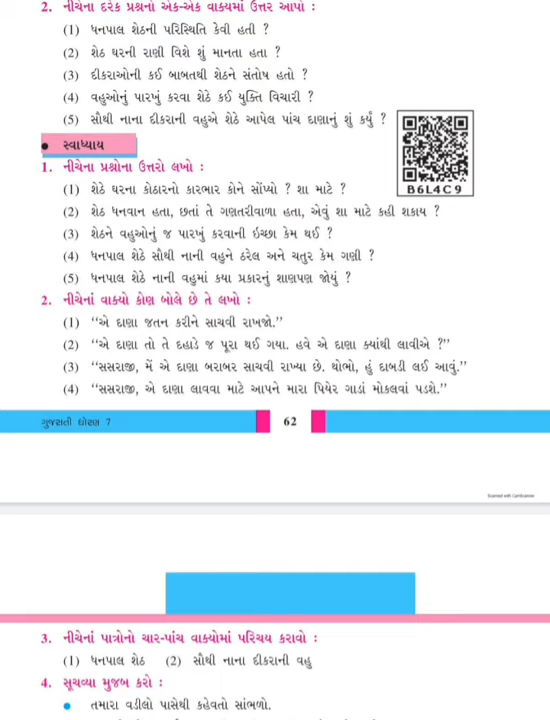 2. નીચેના દરેક પ્રશ્નનો એક-એક વાક્યમાં ઉત્તર આપો :
(1) ધનપાલ શેઠની પરિસ્થિતિ કેવી હતી ?
(2) શેઠ ઘરની રાણી વિશે શું માનતા હતા ?
(3) દીકરાઓની કઈ બાબતથી શેઠને સંતોષ હતો ?
(4) વહુઓનું પારખું કરવા શેઠે કઈ યુક્તિ વિચારી ?
(5) સૌથી નાના દીકરાની વહુએ શેઠે આપેલ પાંચ દાણાનું શું કર્યું ?
• સ્વાધ્યાય
1. નીચેના પ્રશ્નોના ઉત્તરો લખો :
(1) શેઠે ઘરના કોઠારનો કારભાર કોને સોંપ્યો ? શા માટે ?
B6L4C9
(2) શેઠ ધનવાન હતા, છતાં તે ગણતરીવાળા હતા, એવું શા માટે કહી શકાય ?
(3) શેઠને વહુઓનું જ પારખું કરવાની ઇચ્છા કેમ થઈ ?
(4) ધનપાલ શેઠે સૌથી નાની વહુને ઠરેલ અને ચતુર કેમ ગણી ?
(5) ધનપાલ શેઠે નાની વહુમાં કયા પ્રકારનું શાણપણ જોયું ?
2. નીચેનાં વાક્યો કોણ બોલે છે તે લખો :
(1) “એ દાણા જતન કરીને સાચવી રાખજો.”
(2) “એ દાણા તો તે દહાડે જ પૂરા થઈ ગયા. હવે એ દાણા ક્યાંથી લાવીએ ?”
(3) “સસરાજી, મેં એ દાણા બરાબર સાચવી રાખ્યા છે. થોભો, હું દાબડી લઈ આવું.”
(4) “સસરાજી, એ દાણા લાવવા માટે આપને મારા પિયેર ગાડાં મોકલવાં પડશે.”
ગુજરાતી ધોરણ 7
62
Scanned with CamScanner
3. નીચેનાં પાત્રોનો ચાર-પાંચ વાક્યોમાં પરિચય કરાવો :
(1) ધનપાલ શેઠ (2) સૌથી નાના દીકરાની વહુ
4. સૂચવ્યા મુજબ કરો :
• તમારા વડીલો પાસેથી કહેવતો સાંભળો.